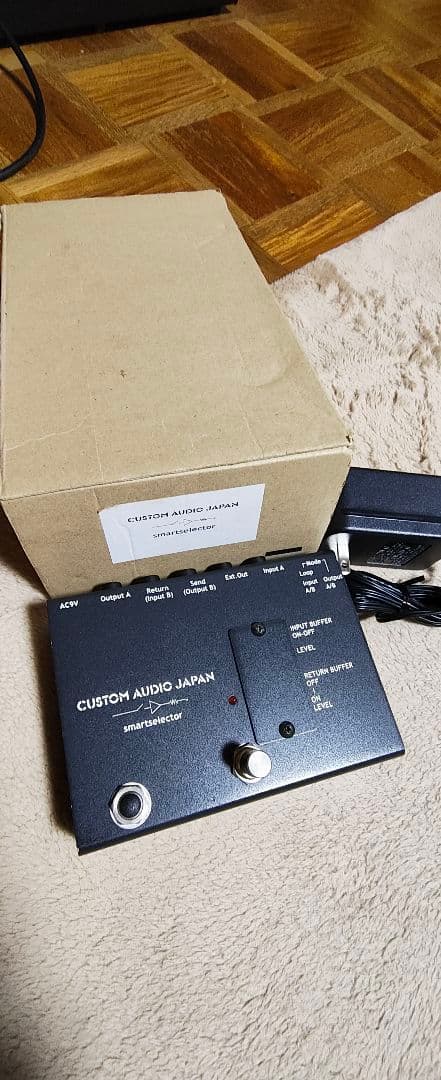 CUSTOM AUDIO JAPAN
smartselector
AC9V
Output A
Return
(Input B)
Send
(Output B)
Ext.Out
Input A
Mode
Loop
Input
A/B
Output
A/B
INPUT BUFFER
ON-OFF
LEVEL
RETURN BUFFER
OFF
ON
LEVEL
CUSTOM AUDIO JAPAN
smartselector